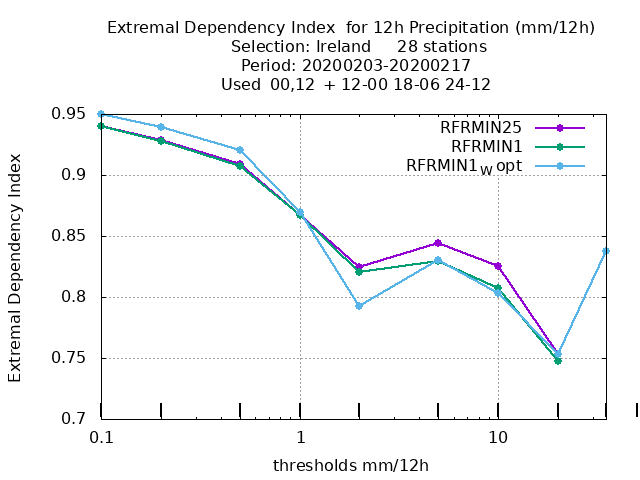 Extremal Dependency Index  for 12h Precipitation (mm/12h)
Selection: Ireland     28 stations
Period: 20200203-20200217
Used  00,12  + 12-00 18-06 24-12
RFRMIN25
RFRMIN1
RFRMIN1w opt
0.95
0.9
0.85
0.8
0.75
0.7
Extremal Dependency Index
0.1 1 10
thresholds mm/12h